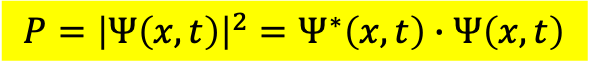 P = |Ψ(x, t)|² = Ψ*(x, t) · Ψ(x, t)